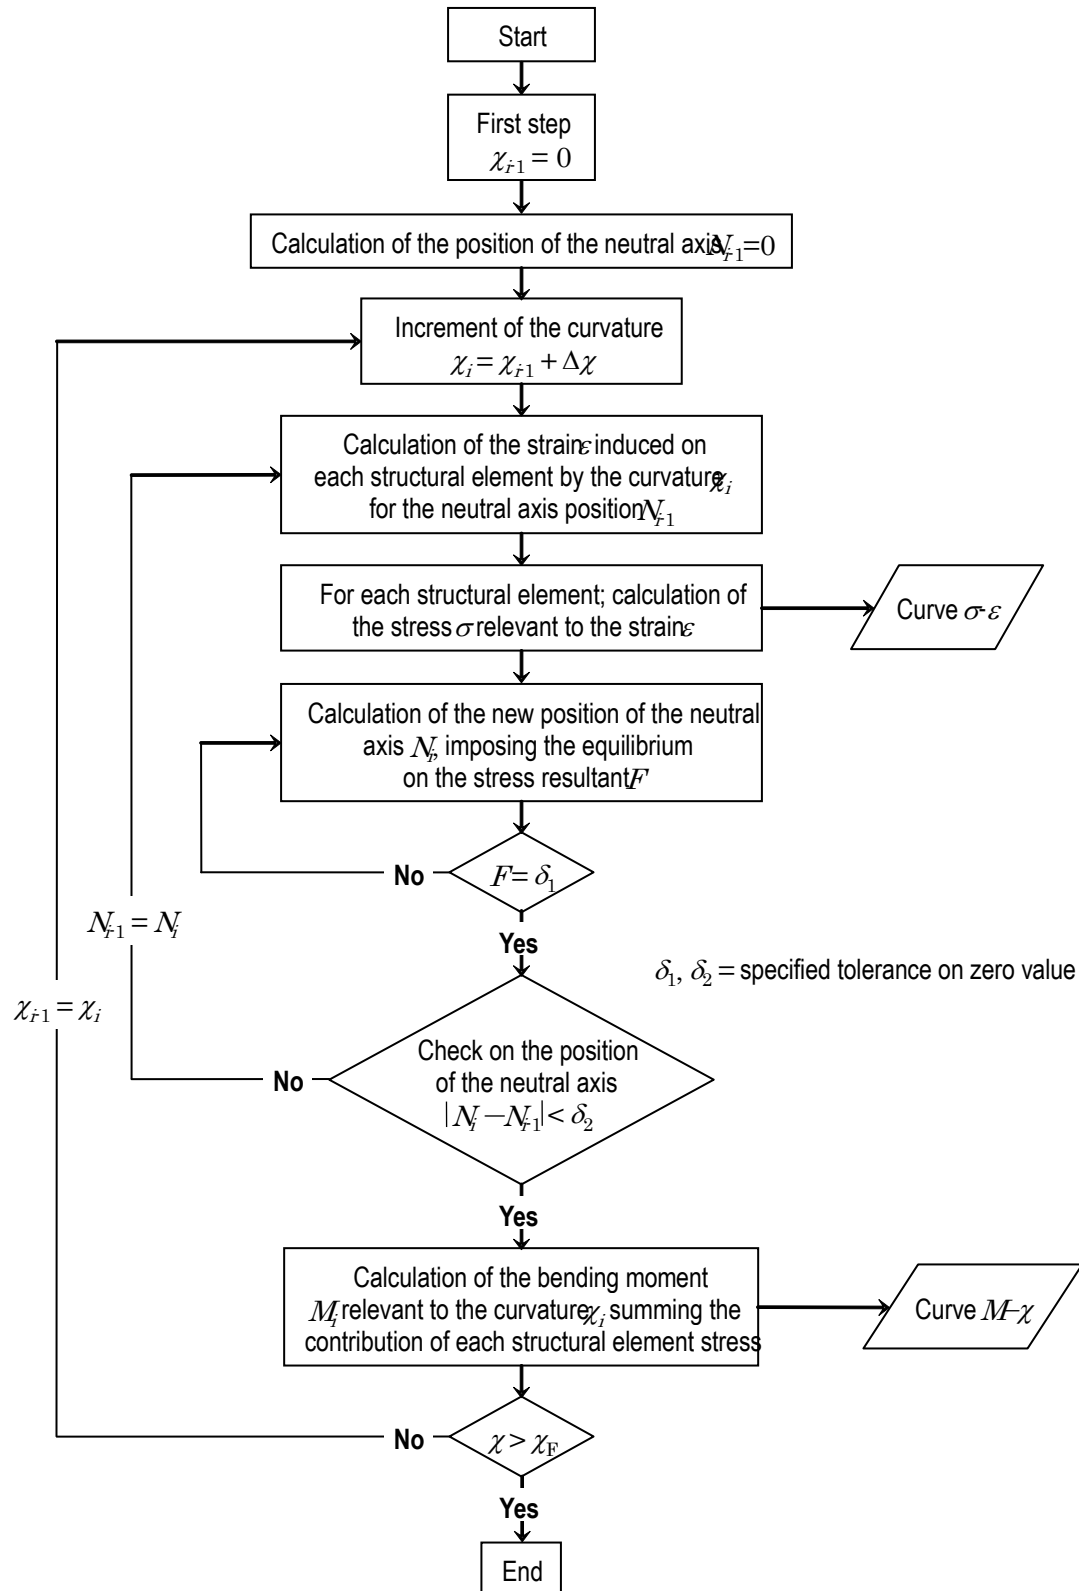 Start
First step
χᵢ₋₁ = 0
Calculation of the position of the neutral axis Nᵢ₋₁=0
Increment of the curvature
χᵢ = χᵢ₋₁ + Δχ
Calculation of the strain ε induced on
each structural element by the curvature χᵢ
for the neutral axis position Nᵢ₋₁
For each structural element; calculation of
the stress σ relevant to the strain ε
Curve σ-ε
Calculation of the new position of the neutral
axis Nᵢ, imposing the equilibrium
on the stress resultant F
F = δ₁
No
Yes
Nᵢ₋₁ = Nᵢ
δ₁, δ₂ = specified tolerance on zero value
χᵢ₋₁ = χᵢ
Check on the position
of the neutral axis
|Nᵢ − Nᵢ₋₁| < δ₂
No
Yes
Calculation of the bending moment
Mᵢ relevant to the curvature χᵢ summing the
contribution of each structural element stress
Curve M-χ
χ > χF
No
Yes
End